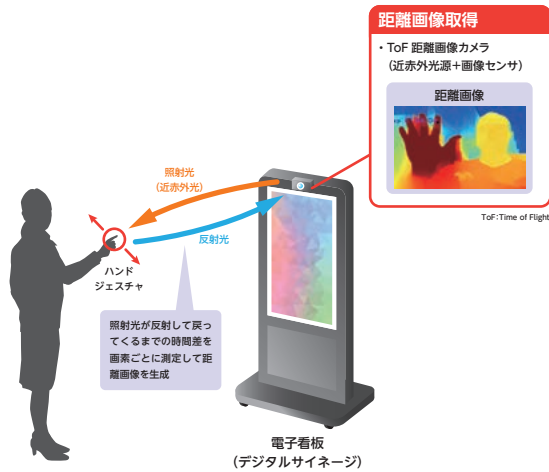 距離画像取得
・ToF 距離画像カメラ
（近赤外光源＋画像センサ）
距離画像
ToF：Time of Flight
照射光
（近赤外光）
反射光
ハンド
ジェスチャ
照射光が反射して戻っ
てくるまでの時間差を
画素ごとに測定して距
離画像を生成
電子看板
（デジタルサイネージ）